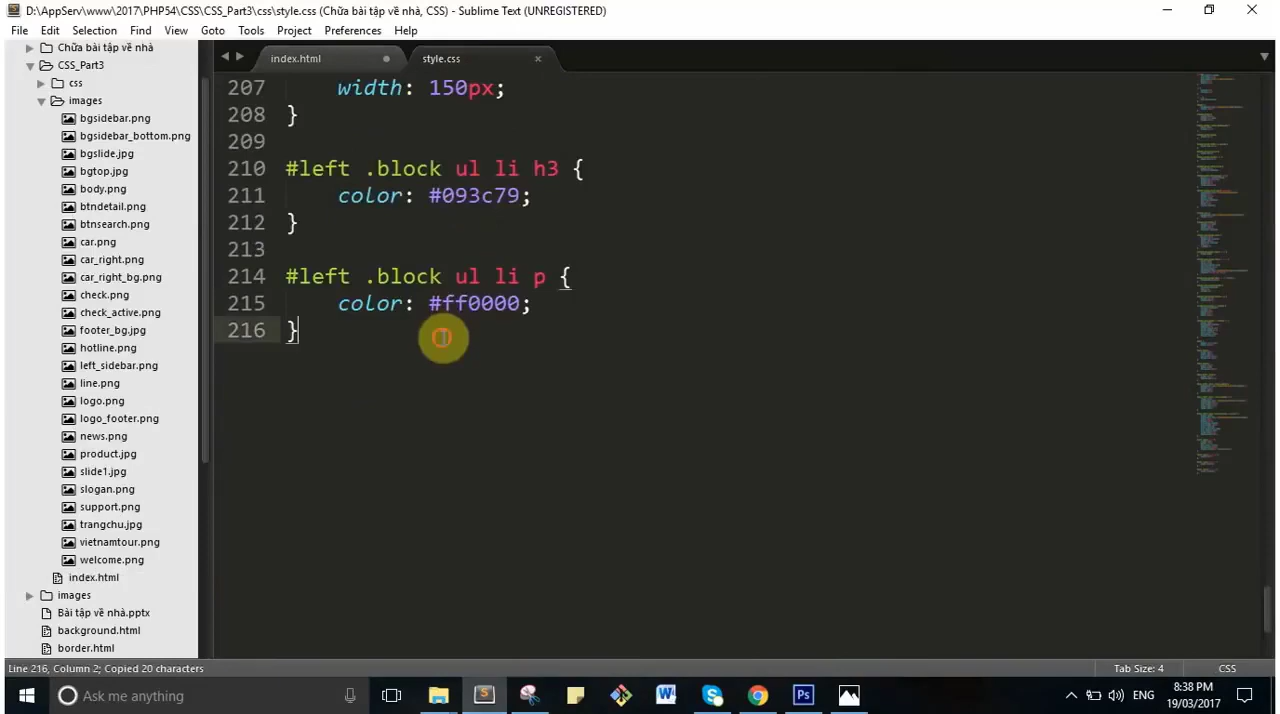 D:\AppServ\www\2017\PHP54\CSS\CSS_Part3\css\style.css (Chữa bài tập về nhà, CSS) - Sublime Text (UNREGISTERED)
File Edit Selection Find View Goto Tools Project Preferences Help
Chữa bài tập về nhà
CSS_Part3
css
images
bgsidebar.png
bgsidebar_bottom.png
bgslide.jpg
bgtop.jpg
body.png
btndetail.png
btnsearch.png
car.png
car_right.png
car_right_bg.png
check.png
check_active.png
footer_bg.jpg
hotline.png
left_sidebar.png
line.png
logo.png
logo_footer.png
news.png
product.jpg
slide1.jpg
slogan.png
support.png
trangchu.jpg
vietnamtour.png
welcome.png
index.html
images
Bài tập về nhà.pptx
background.html
border.html
index.html style.css
207 width: 150px;
208 }
209
210 #left .block ul li h3 {
211 color: #093c79;
212 }
213
214 #left .block ul li p {
215 color: #ff0000;
216 }
Line 216, Column 2; Copied 20 characters Tab Size: 4 CSS
Ask me anything
ENG
8:38 PM
19/03/2017